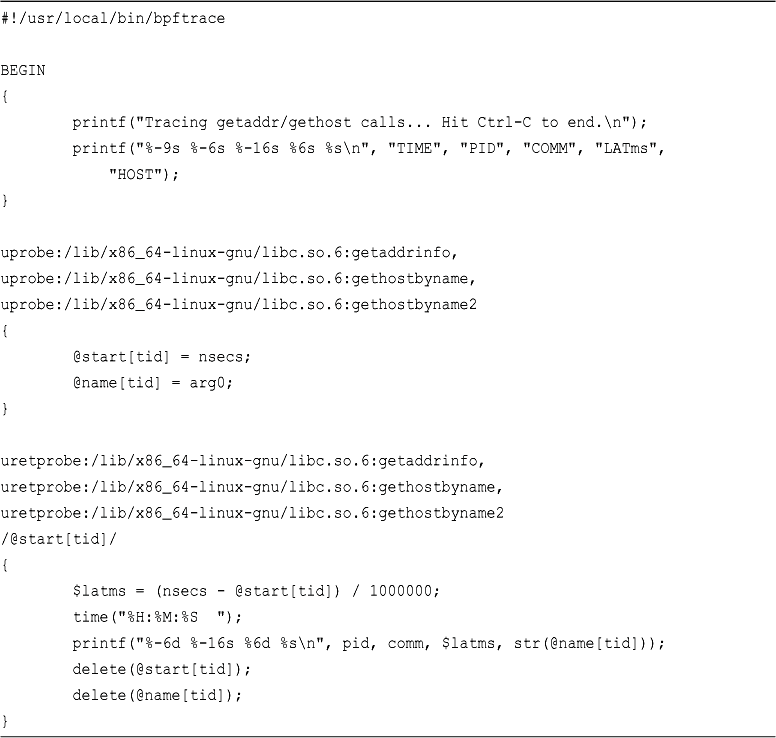 #!/usr/local/bin/bpftrace

BEGIN
{
        printf("Tracing getaddr/gethost calls... Hit Ctrl-C to end.\n");
        printf("%-9s %-6s %-16s %6s %s\n", "TIME", "PID", "COMM", "LATms",
            "HOST");
}

uprobe:/lib/x86_64-linux-gnu/libc.so.6:getaddrinfo,
uprobe:/lib/x86_64-linux-gnu/libc.so.6:gethostbyname,
uprobe:/lib/x86_64-linux-gnu/libc.so.6:gethostbyname2
{
        @start[tid] = nsecs;
        @name[tid] = arg0;
}

uretprobe:/lib/x86_64-linux-gnu/libc.so.6:getaddrinfo,
uretprobe:/lib/x86_64-linux-gnu/libc.so.6:gethostbyname,
uretprobe:/lib/x86_64-linux-gnu/libc.so.6:gethostbyname2
/@start[tid]/
{
        $latms = (nsecs - @start[tid]) / 1000000;
        time("%H:%M:%S  ");
        printf("%-6d %-16s %6d %s\n", pid, comm, $latms, str(@name[tid]));
        delete(@start[tid]);
        delete(@name[tid]);
}